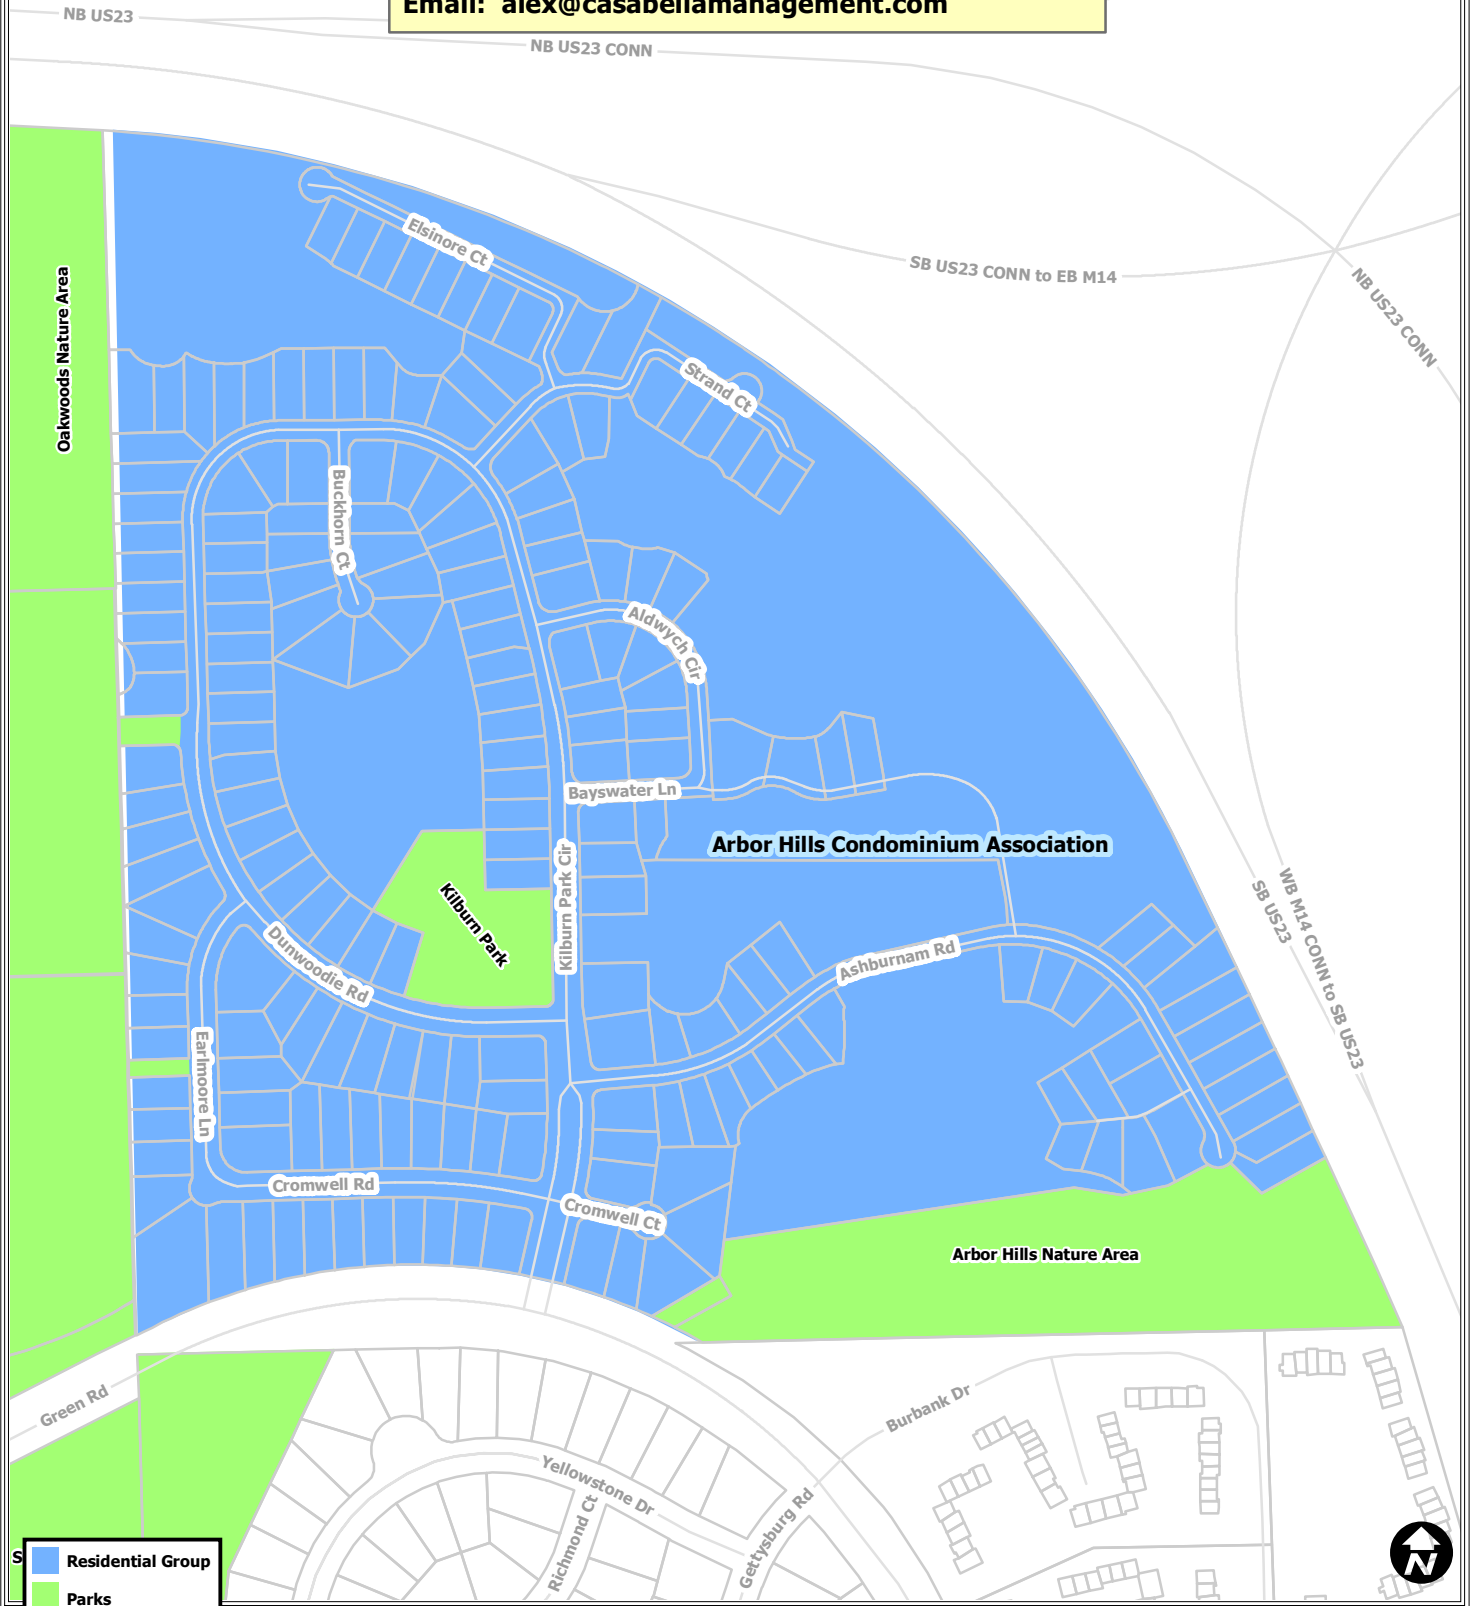 Email: alex@casabellamanagement.com
NB US23
NB US23 CONN
Elsinore Ct
SB US23 CONN to EB M14
NB US23 CONN
Oakwoods Nature Area
Strand Ct
Buckhorn Ct
Aldwych Cir
Bayswater Ln
Arbor Hills Condominium Association
Kilburn Park Cir
Kilburn Park
WB M14 CONN to SB US23
SB US23
Dunwoodie Rd
Ashburnam Rd
Earlmoore Ln
Cromwell Rd
Cromwell Ct
Arbor Hills Nature Area
Green Rd
Burbank Dr
Yellowstone Dr
Richmond Ct
Gettysburg Rd
S
Residential Group
Parks
N